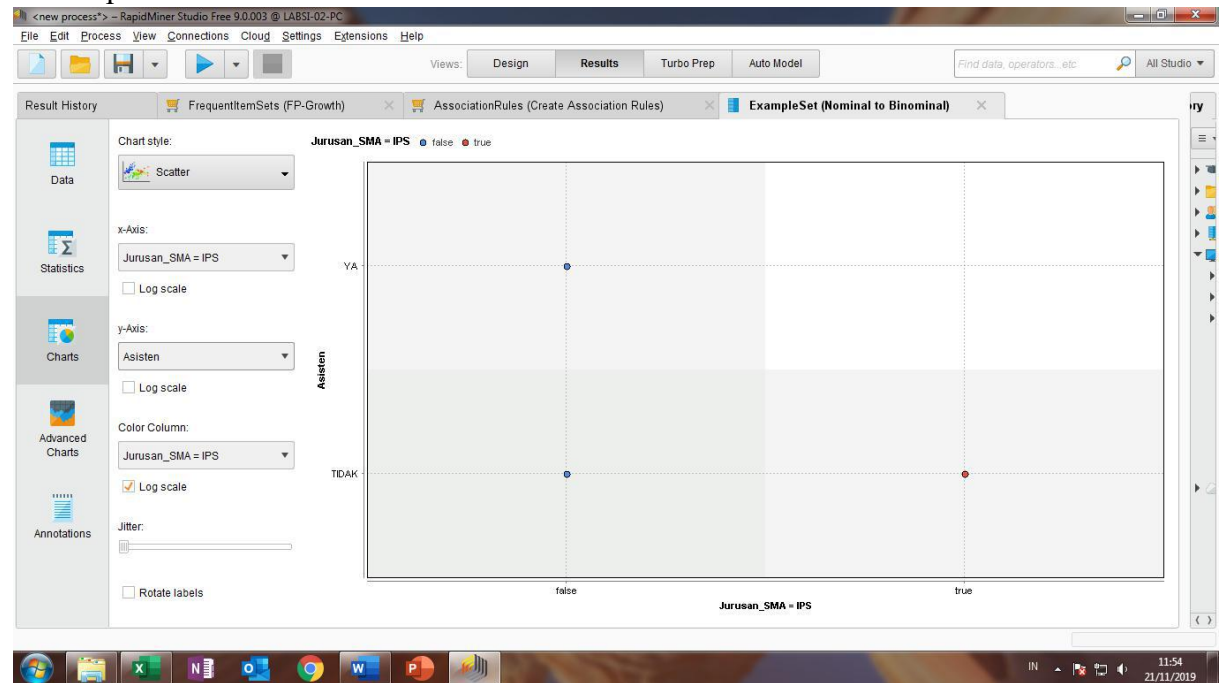 <new process*> – RapidMiner Studio Free 9.0.003 @ LABSI-02-PC
File Edit Process View Connections Cloud Settings Extensions Help
Views: Design Results Turbo Prep Auto Model
Find data, operators...etc
All Studio
Result History
FrequentItemSets (FP-Growth)
AssociationRules (Create Association Rules)
ExampleSet (Nominal to Binominal)
ry
Data
Statistics
Charts
Advanced
Charts
Annotations
Chart style:
Scatter
x-Axis:
Jurusan_SMA = IPS
Log scale
y-Axis:
Asisten
Log scale
Color Column:
Jurusan_SMA = IPS
Log scale
Jitter:
Rotate labels
Jurusan_SMA = IPS false true
YA
Asisten
TIDAK
false true
Jurusan_SMA = IPS
IN
11:54
21/11/2019